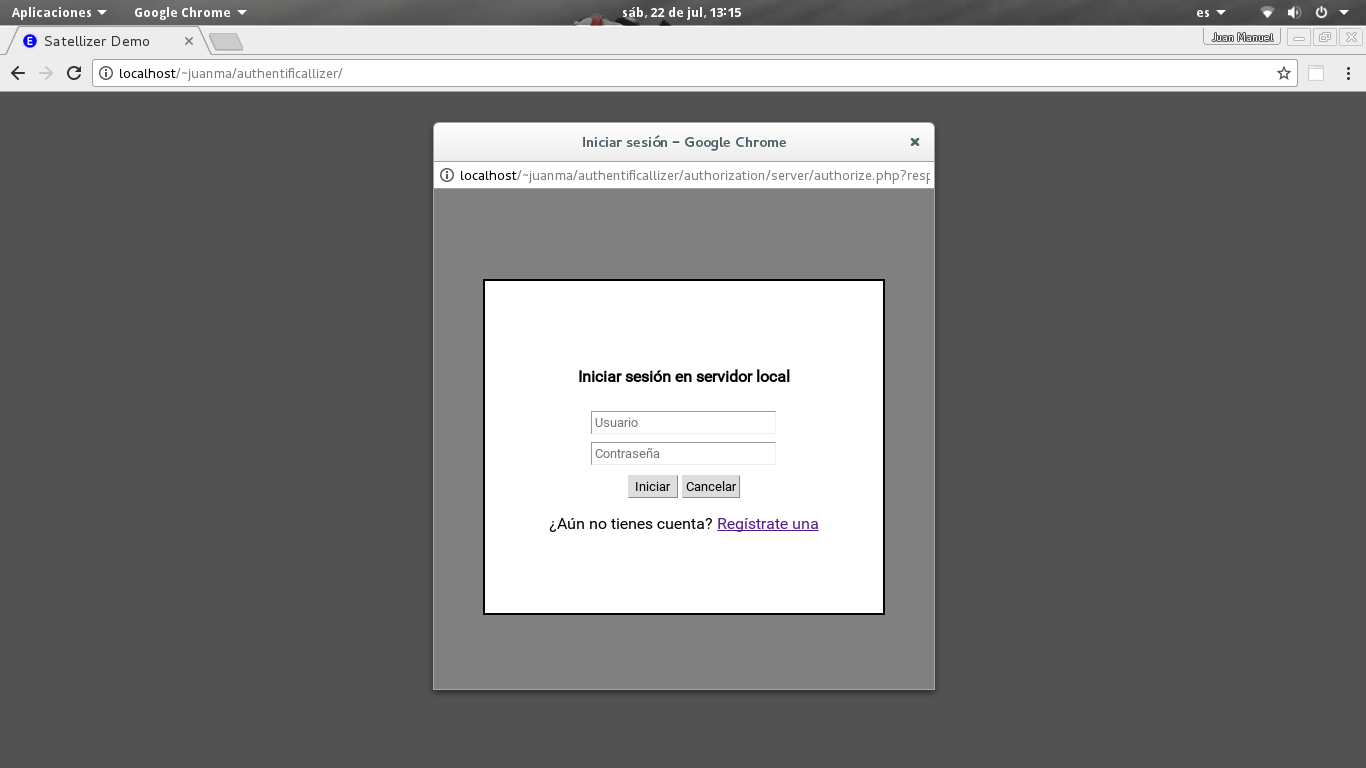 Aplicaciones Google Chrome sáb, 22 de jul, 13:15 es
E Satellizer Demo Juan Manuel
localhost/~juanma/authentificallizer/
Iniciar sesión – Google Chrome
localhost/~juanma/authentificallizer/authorization/server/authorize.php?resp
Iniciar sesión en servidor local
Usuario
Contraseña
Iniciar Cancelar
¿Aún no tienes cuenta? Regístrate una